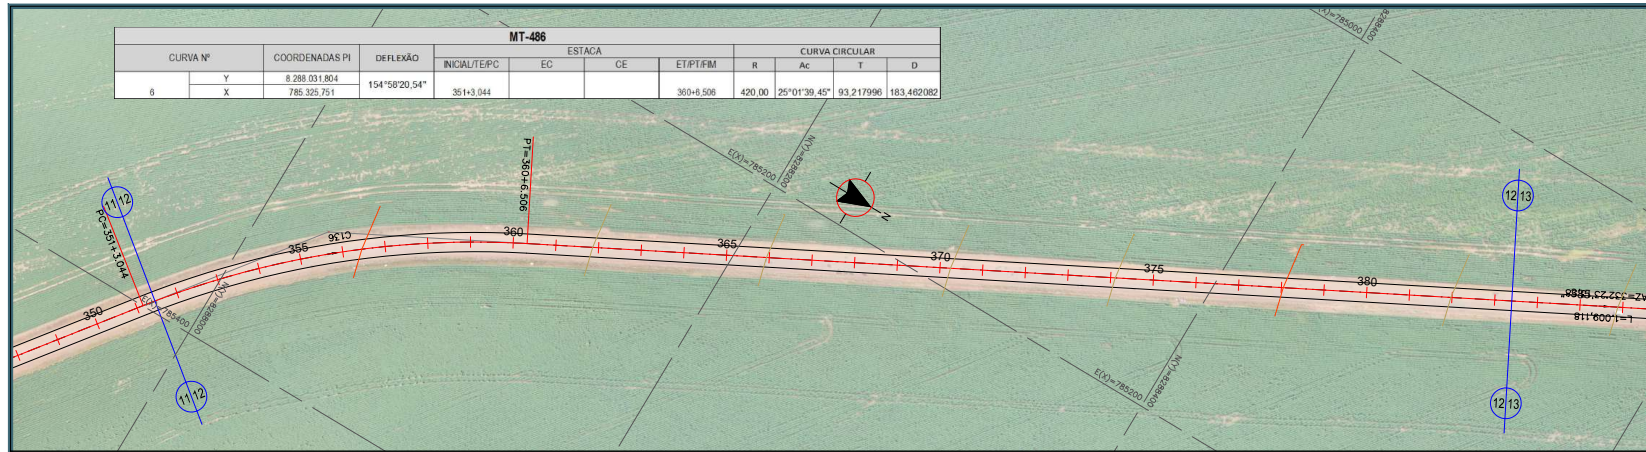 MT-486
CURVA Nº COORDENADAS PI DEFLEXÃO ESTACA CURVA CIRCULAR
INICIAL/TE/PC EC CE ET/PT/FIM R Ac T D
6 Y 8.288.031,804 154°58'20,54"
X 785.325,751 351+3,044 360+6,506 420,00 25°01'39,45" 93,217996 183,462082
E(X)=785000
8288400
PT=360+6.506
E(X)=785200
N(Y)=8288200
N
11 12
12 13
PC=351+3.044
350
355
C136
360
365
370
375
380
E(X)=785400
N(Y)=8288000
L=1.009,118
E(X)=785200
N(Y)=8288400
11 12
12 13